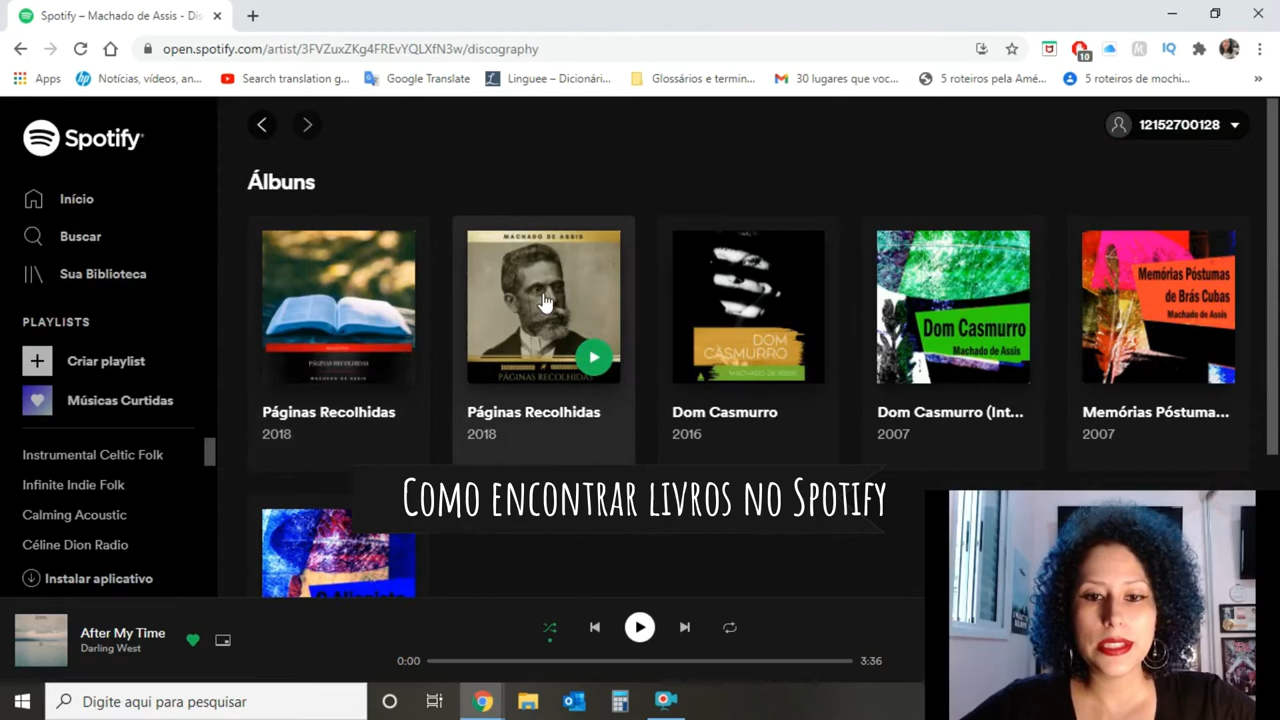 Spotify – Machado de Assis - Dis
open.spotify.com/artist/3FVZuxZKg4FREvYQLXfN3w/discography
10
IQ
M
Apps
Notícias, vídeos, an...
Search translation g...
Google Translate
Linguee – Dicionári...
Glossários e termin...
30 lugares que voc...
5 roteiros pela Amé...
5 roteiros de mochi...
»
Spotify
12152700128
Início
Buscar
Sua Biblioteca
PLAYLISTS
Criar playlist
Músicas Curtidas
Instrumental Celtic Folk
Infinite Indie Folk
Calming Acoustic
Céline Dion Radio
Instalar aplicativo
Álbuns
PÁGINAS RECOLHIDAS
MACHADO DE ASSIS
Páginas Recolhidas
2018
MACHADO DE ASSIS
PÁGINAS RECOLHIDAS
Páginas Recolhidas
2018
DOM
CASMURRO
MACHADO DE ASSIS
Dom Casmurro
2016
Dom Casmurro
Machado de Assis
Dom Casmurro (Int...
2007
Memórias Póstumas
de Brás Cubas
Machado de Assis
Memórias Póstuma...
2007
O Alienista
Como encontrar livros no Spotify
After My Time
Darling West
0:00
3:36
Digite aqui para pesquisar